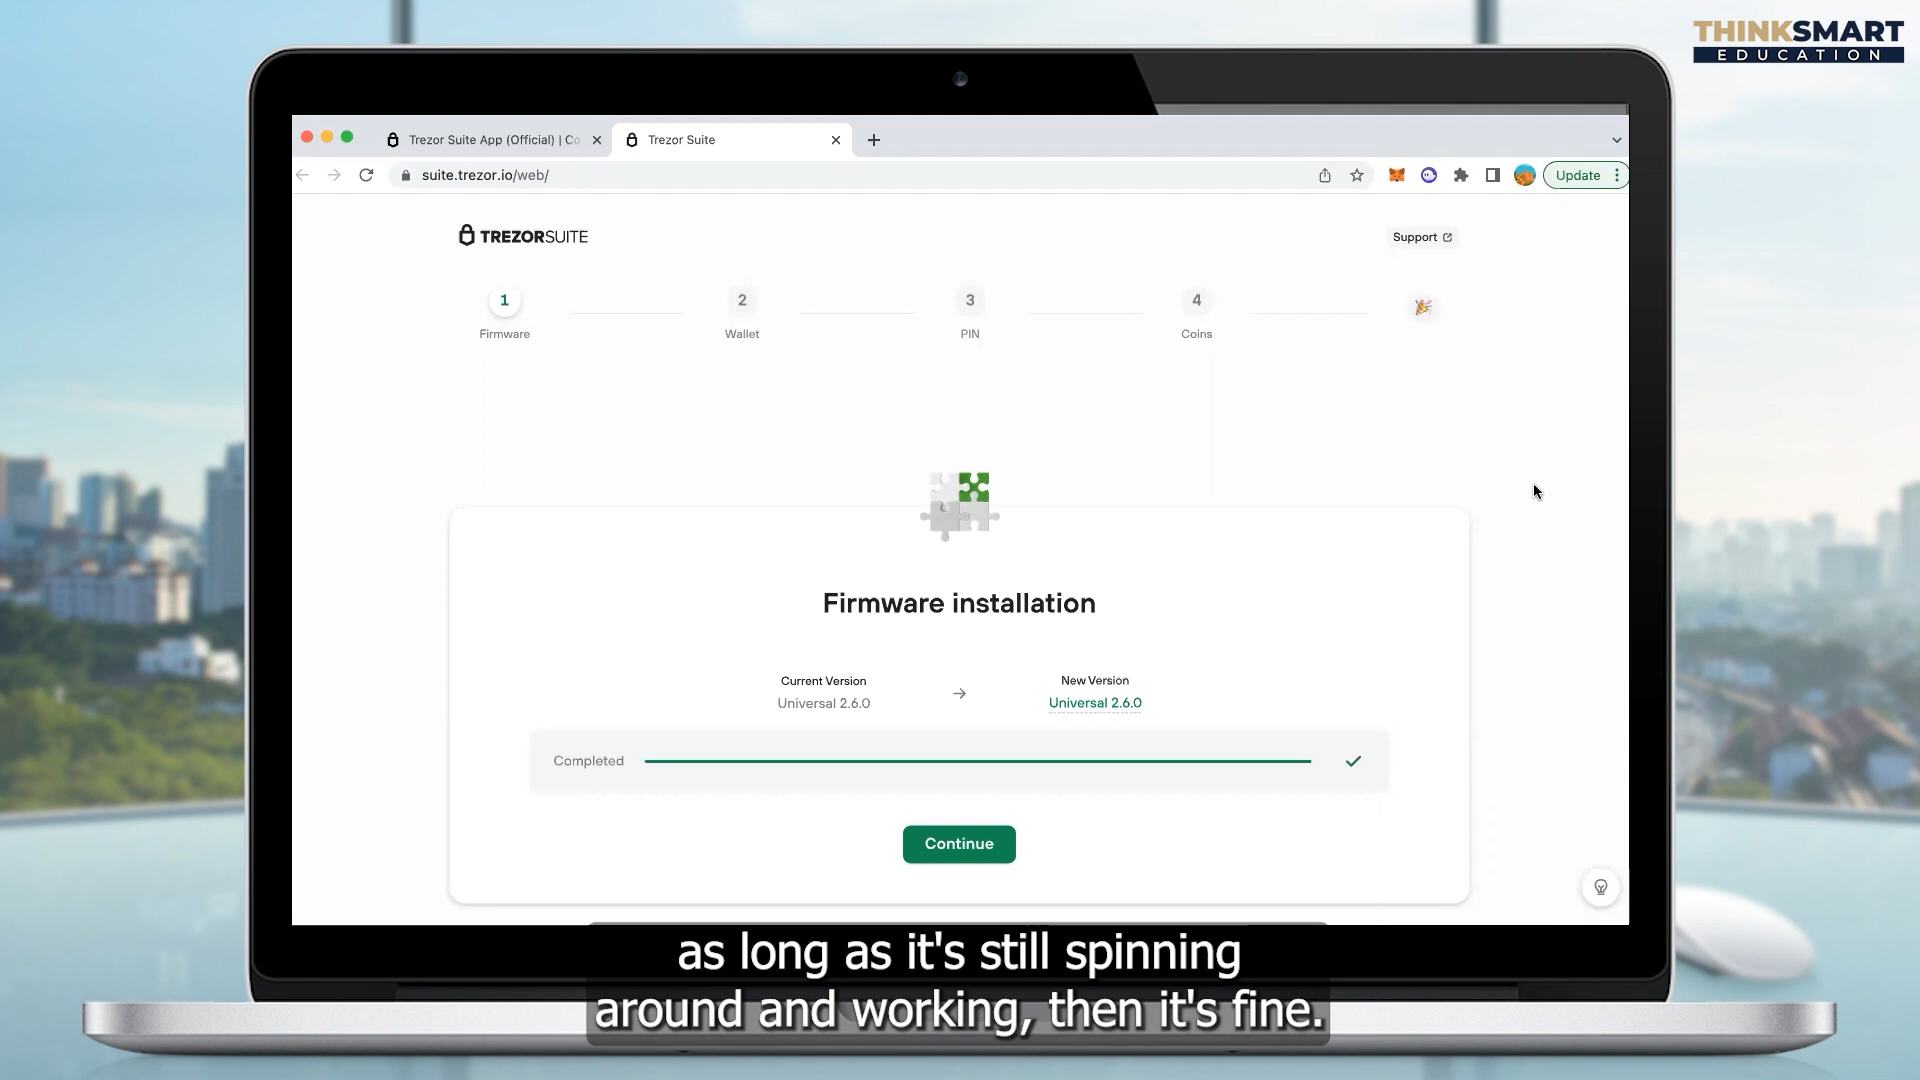 THINKSMART
EDUCATION
Trezor Suite App (Official) | Co
Trezor Suite
suite.trezor.io/web/
Update
TREZORSUITE
Support
1
2
3
4
Firmware
Wallet
PIN
Coins
Firmware installation
Current Version
New Version
Universal 2.6.0
Universal 2.6.0
Completed
Continue
as long as it's still spinning
around and working, then it's fine.